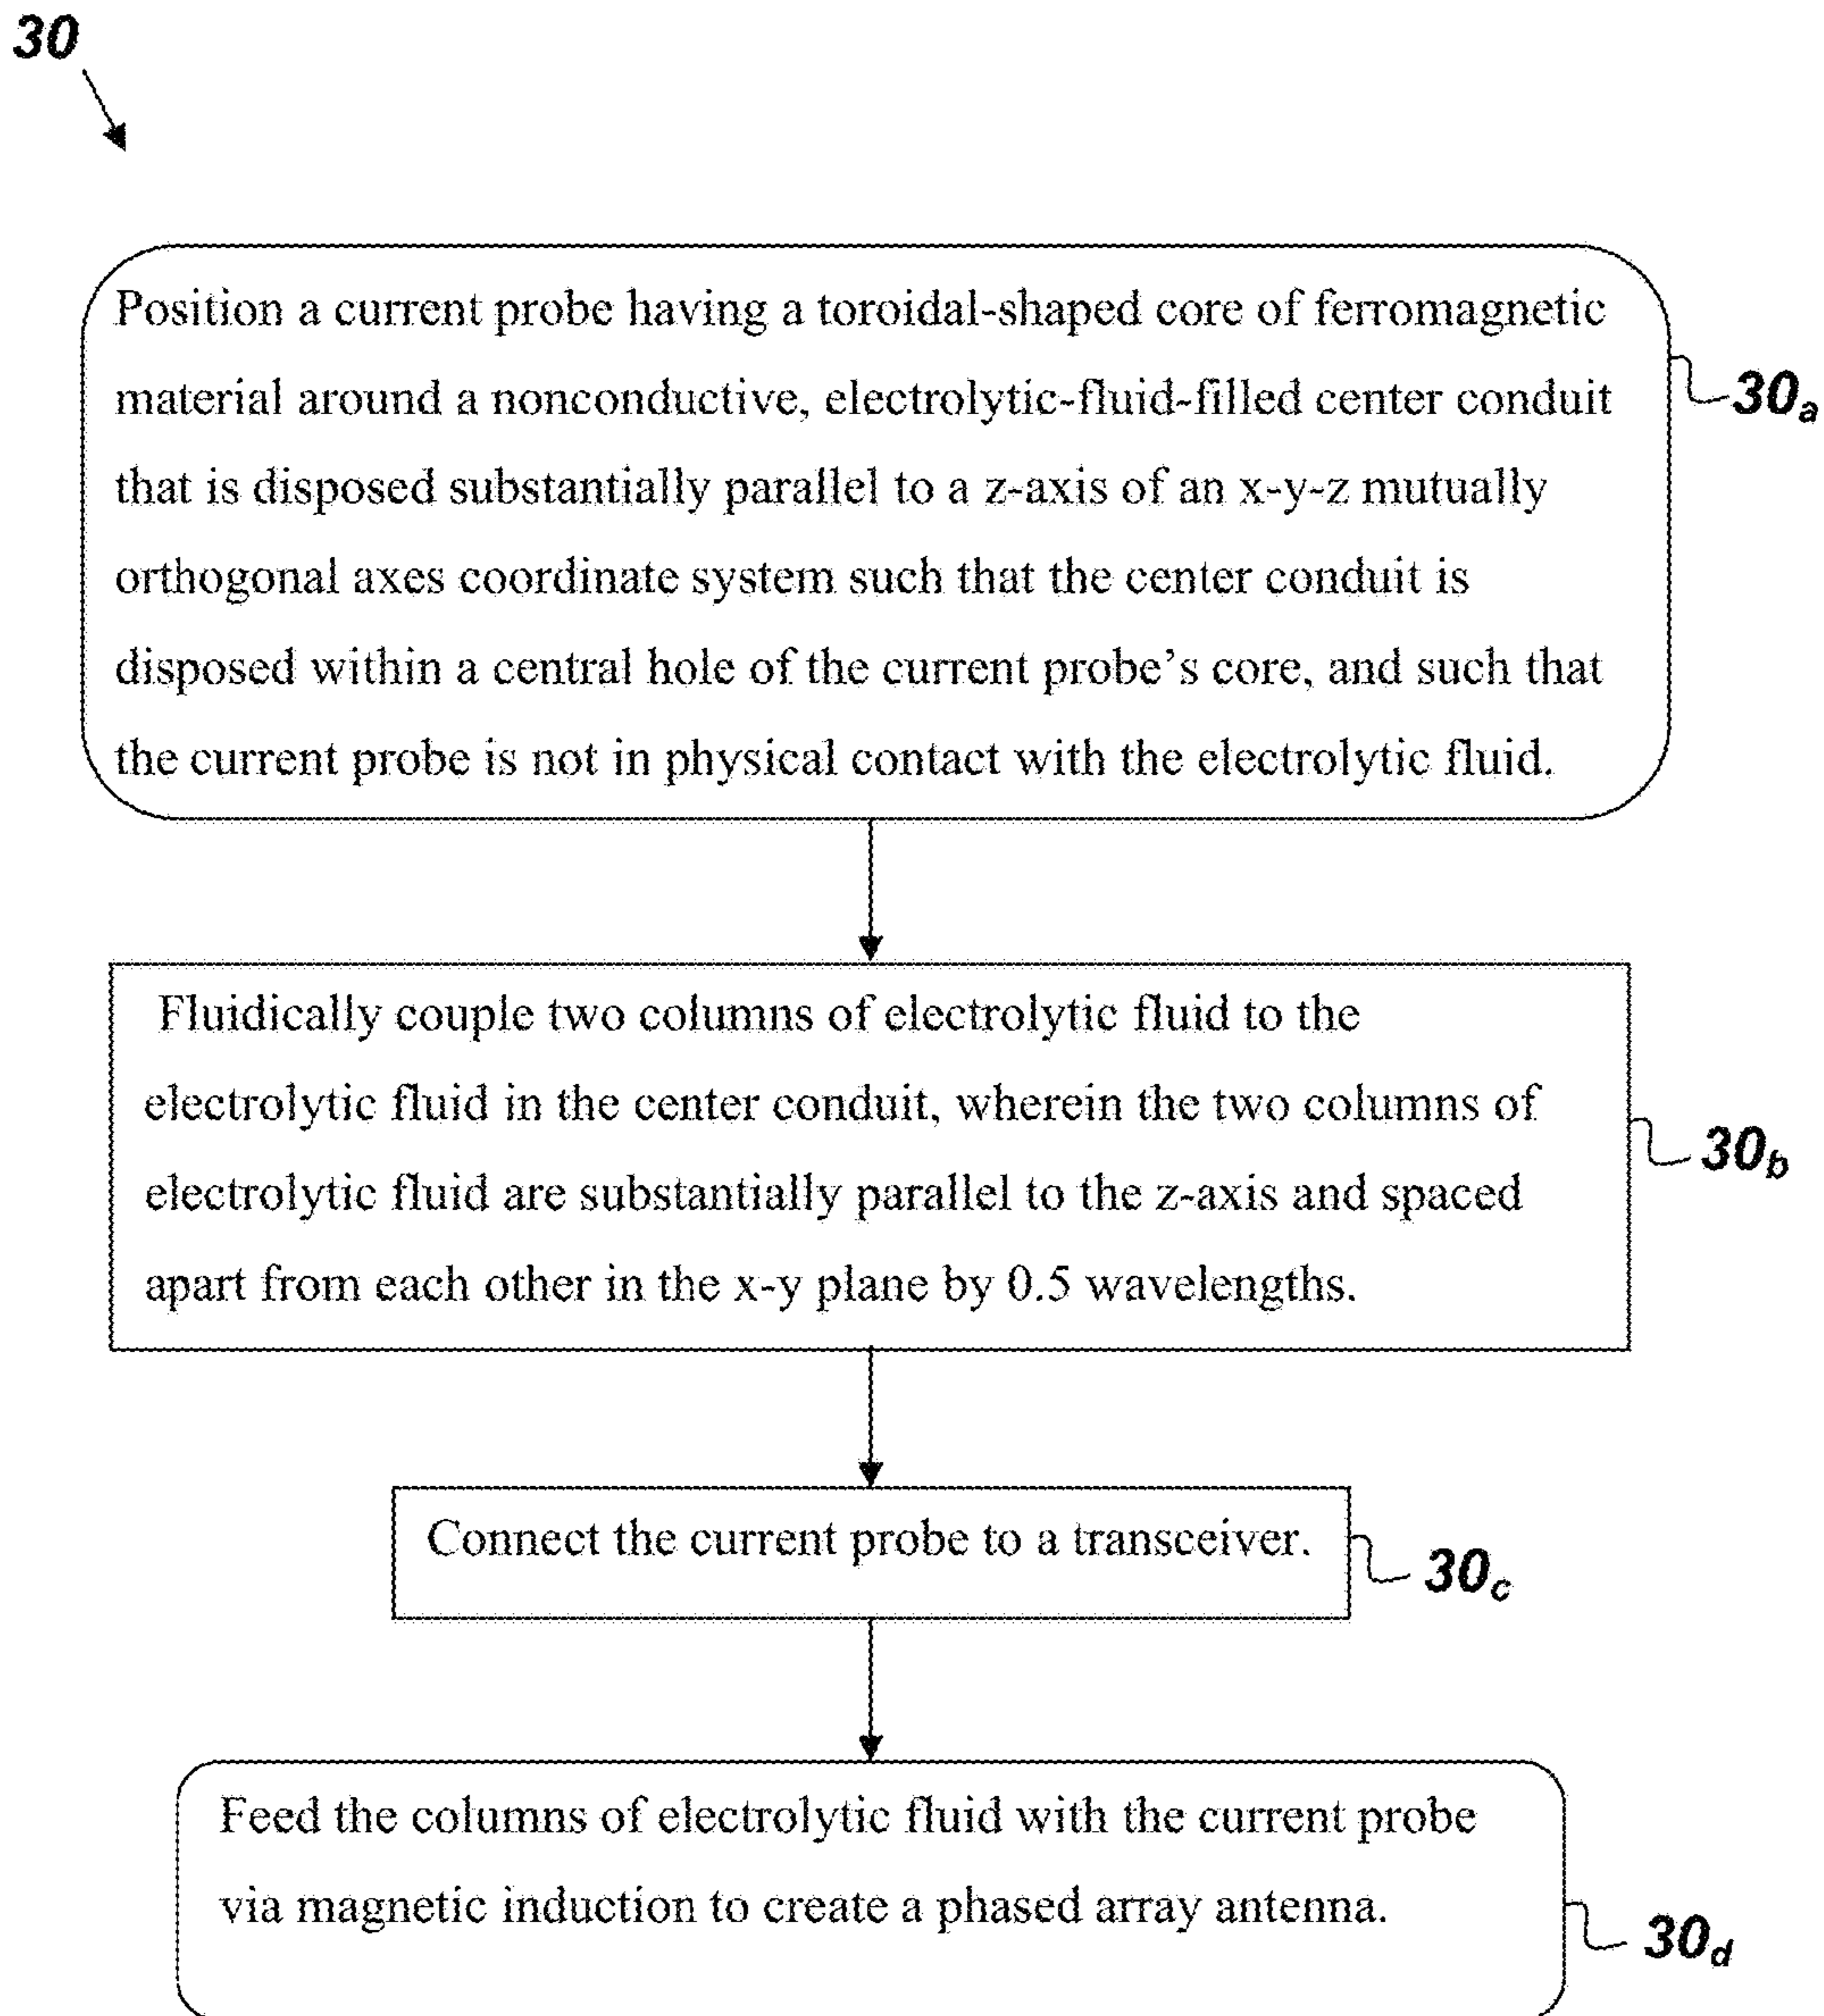 30
Position a current probe having a toroidal-shaped core of ferromagnetic
material around a nonconductive, electrolytic-fluid-filled center conduit
that is disposed substantially parallel to a z-axis of an x-y-z mutually
orthogonal axes coordinate system such that the center conduit is
disposed within a central hole of the current probe’s core, and such that
the current probe is not in physical contact with the electrolytic fluid.
30a
Fluidically couple two columns of electrolytic fluid to the
electrolytic fluid in the center conduit, wherein the two columns of
electrolytic fluid are substantially parallel to the z-axis and spaced
apart from each other in the x-y plane by 0.5 wavelengths.
30b
Connect the current probe to a transceiver.
30c
Feed the columns of electrolytic fluid with the current probe
via magnetic induction to create a phased array antenna.
30d